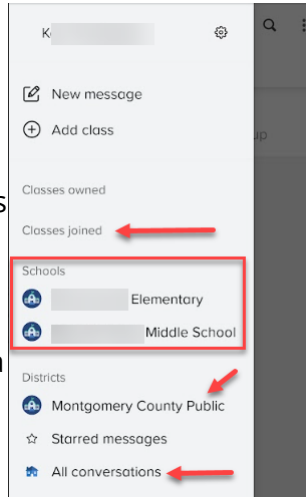 K
New message
Add class
up
Classes owned
s
Classes joined
Schools
Elementary
Middle School
Districts
Montgomery County Public
Starred messages
All conversations